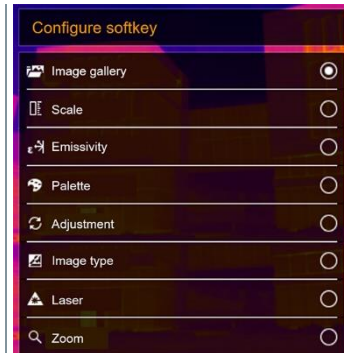 Configure softkey
Image gallery
Scale
ε Emissivity
Palette
Adjustment
Image type
Laser
Zoom